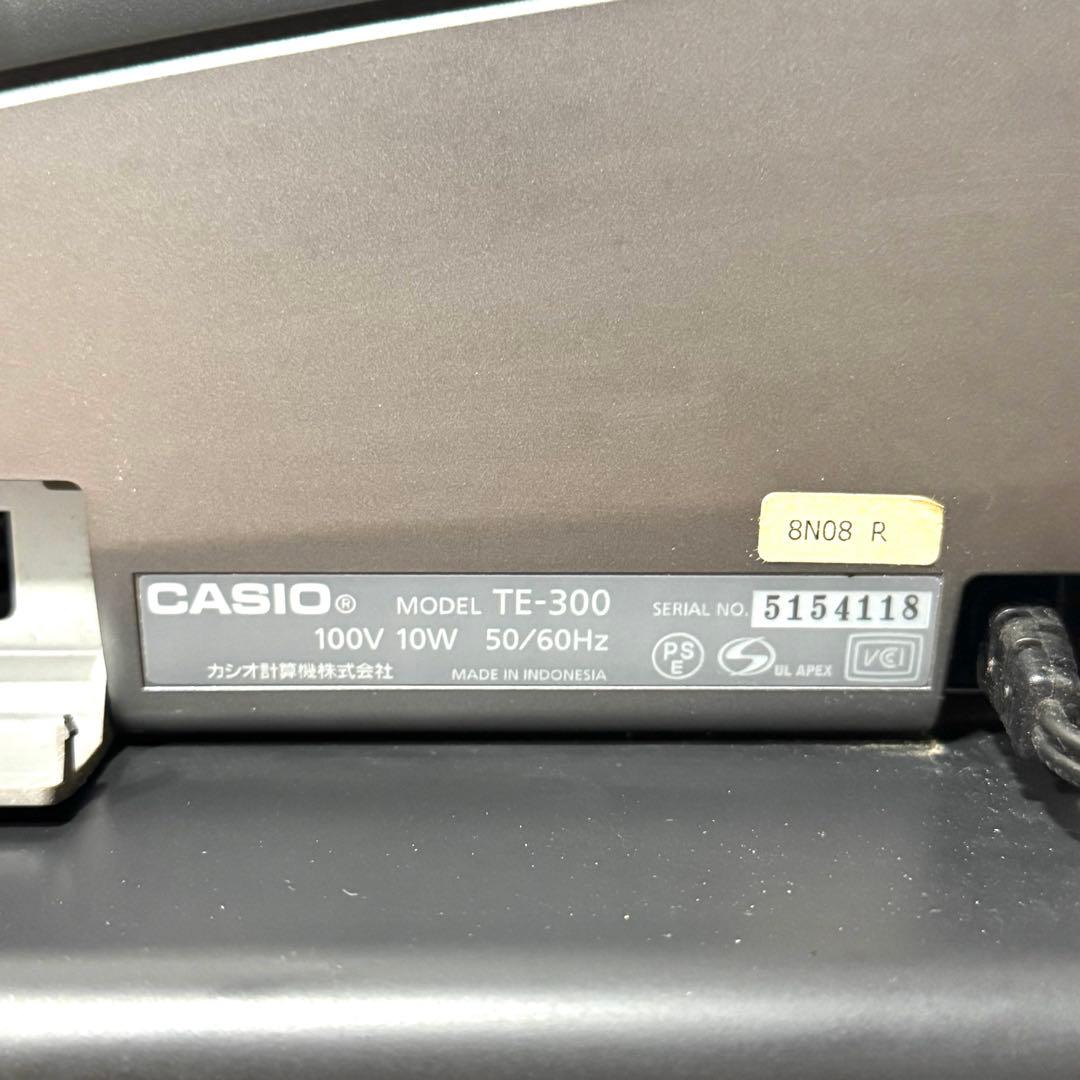 8N08 R
CASIO® MODEL TE-300 SERIAL NO. 5154118
100V 10W 50/60Hz
カシオ計算機株式会社 MADE IN INDONESIA
PSE
S UL APEX
VCI